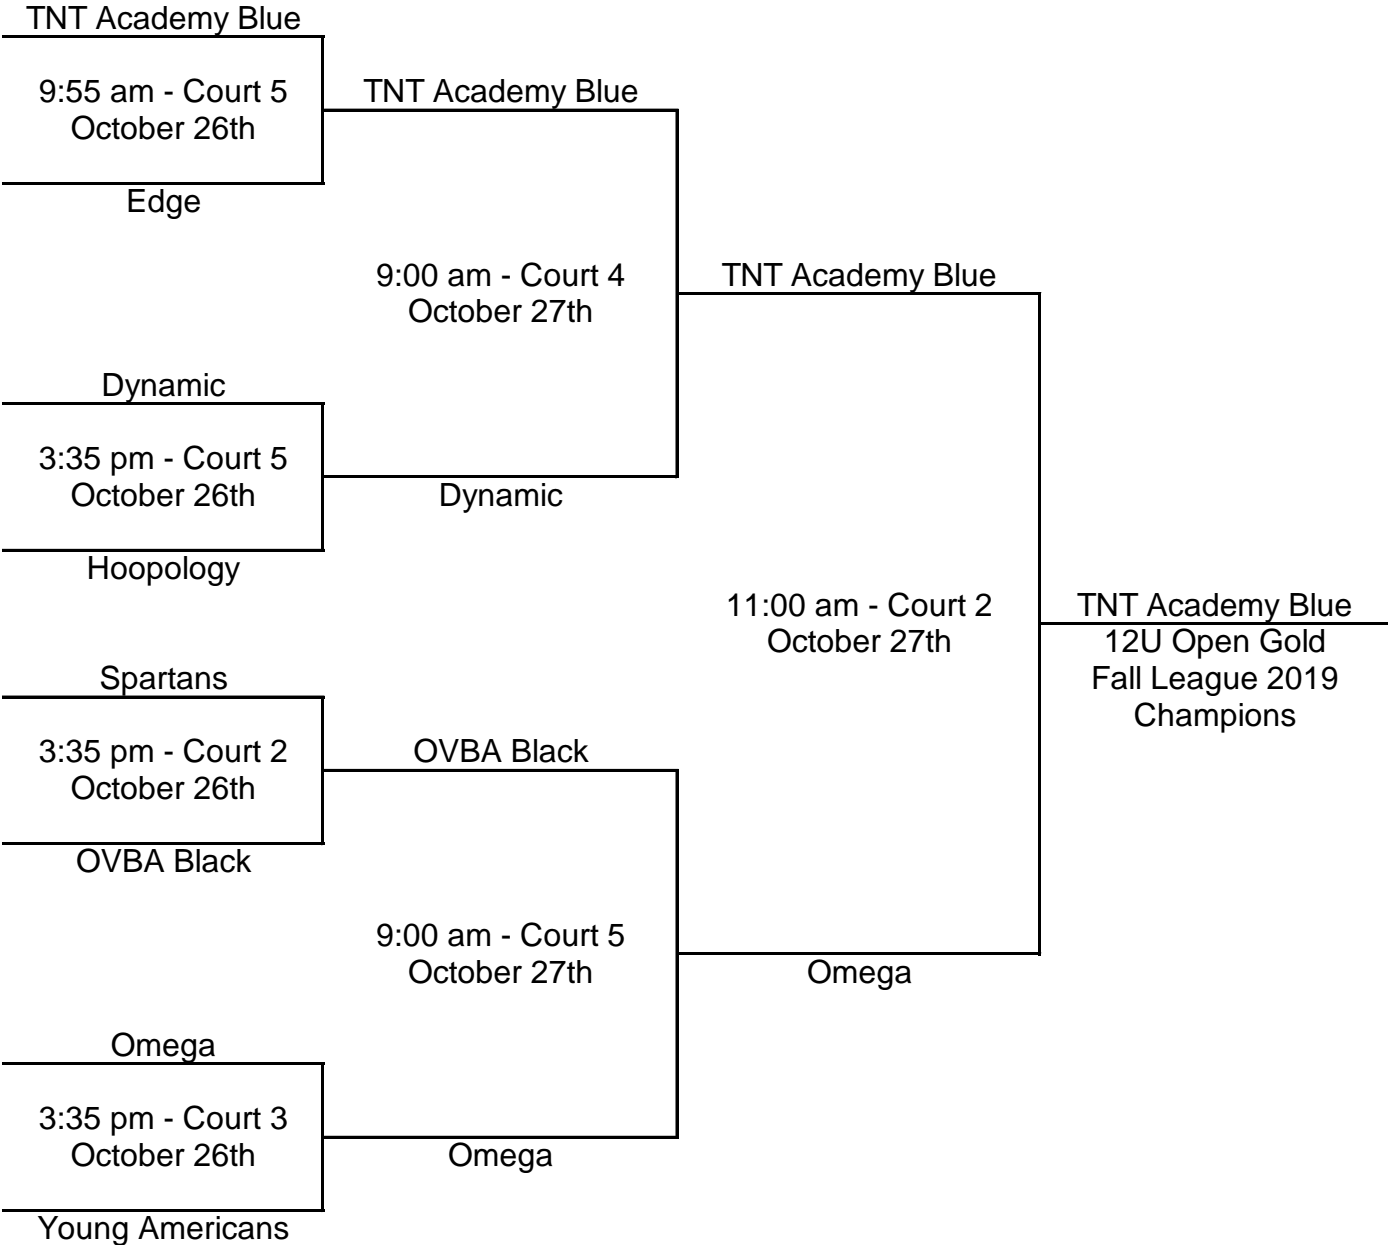 TNT Academy Blue
9:55 am - Court 5
October 26th
Edge
Dynamic
3:35 pm - Court 5
October 26th
Hoopology
Spartans
3:35 pm - Court 2
October 26th
OVBA Black
Omega
3:35 pm - Court 3
October 26th
Young Americans
TNT Academy Blue
9:00 am - Court 4
October 27th
Dynamic
OVBA Black
9:00 am - Court 5
October 27th
Omega
TNT Academy Blue
11:00 am - Court 2
October 27th
Omega
TNT Academy Blue
12U Open Gold
Fall League 2019
Champions